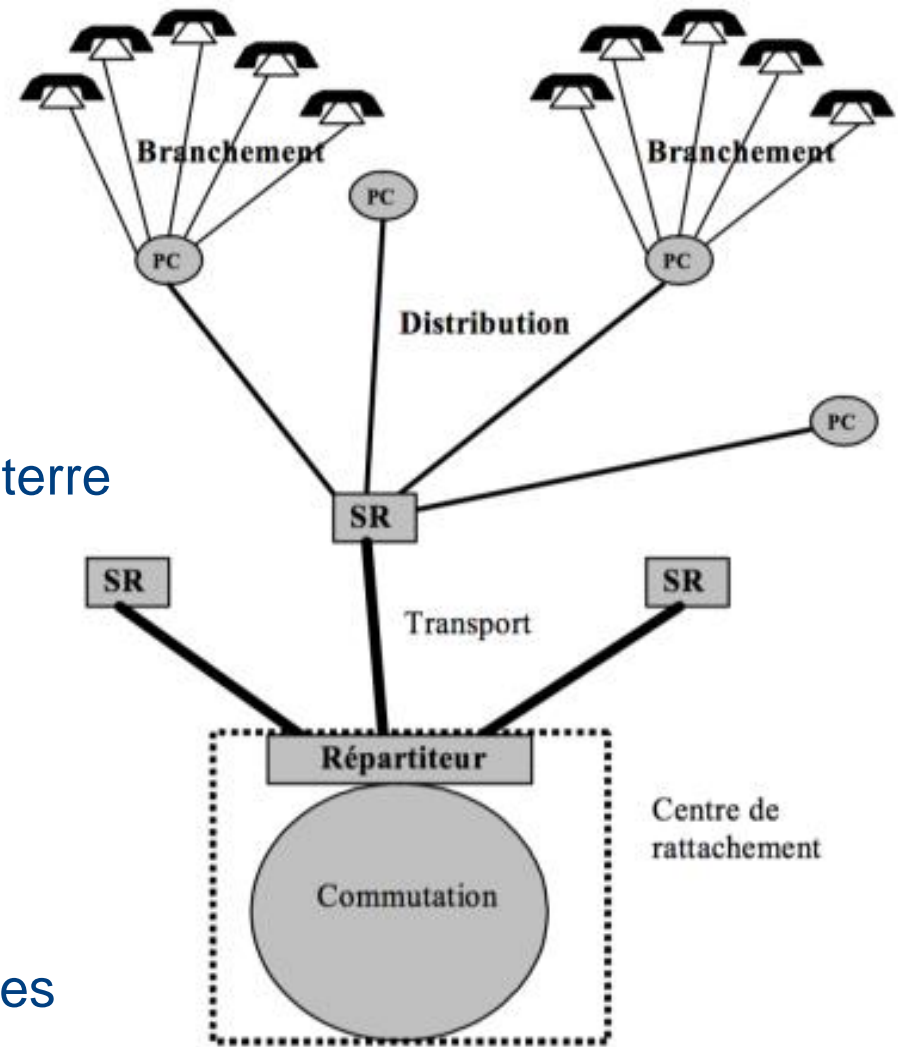 Branchement
Branchement
PC
PC
PC
Distribution
PC
terre
SR
SR
SR
Transport
Répartiteur
Centre de
rattachement
Commutation
es